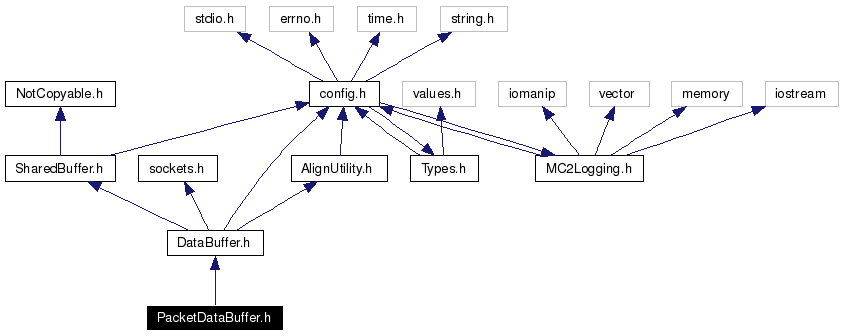 stdio.h
errno.h
time.h
string.h
NotCopyable.h
config.h
values.h
iomanip
vector
memory
iostream
SharedBuffer.h
sockets.h
AlignUtility.h
Types.h
MC2Logging.h
DataBuffer.h
PacketDataBuffer.h